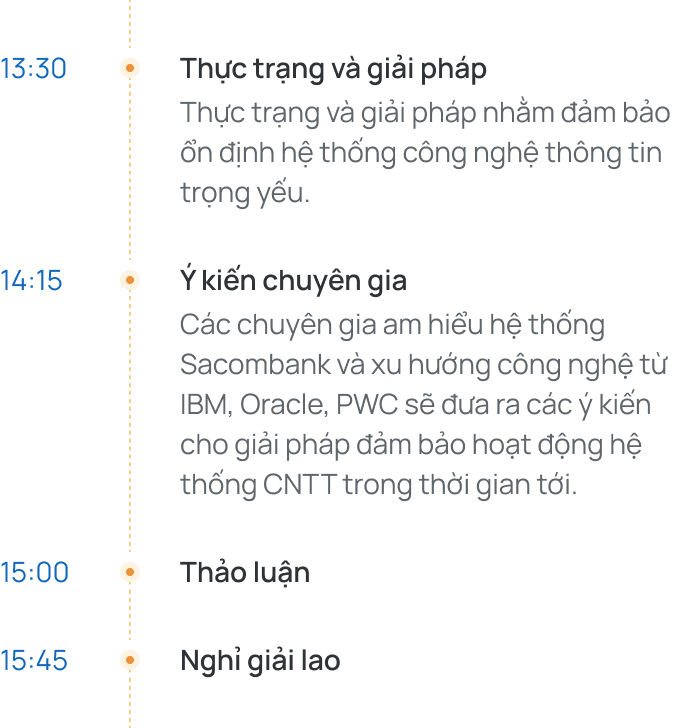 13:30
Thực trạng và giải pháp
Thực trạng và giải pháp nhằm đảm bảo
ổn định hệ thống công nghệ thông tin
trọng yếu.
14:15
Ý kiến chuyên gia
Các chuyên gia am hiểu hệ thống
Sacombank và xu hướng công nghệ từ
IBM, Oracle, PWC sẽ đưa ra các ý kiến
cho giải pháp đảm bảo hoạt động hệ
thống CNTT trong thời gian tới.
15:00
Thảo luận
15:45
Nghỉ giải lao